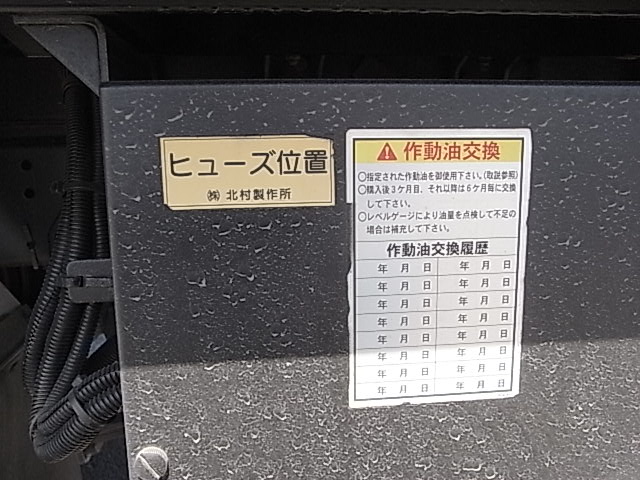 ヒューズ位置
㈱ 北村製作所
⚠ 作動油交換
○指定された作動油を御使用下さい。(取説参照)
○購入後3ケ月目、それ以降は6ケ月毎に交換
して下さい。
○レベルゲージにより油量を点検して不足の
場合は補充して下さい。
作動油交換履歴
年 月 日 年 月 日
年 月 日 年 月 日
年 月 日 年 月 日
年 月 日 年 月 日
年 月 日 年 月 日
年 月 日 年 月 日
年 月 日 年 月 日
年 月 日 年 月 日